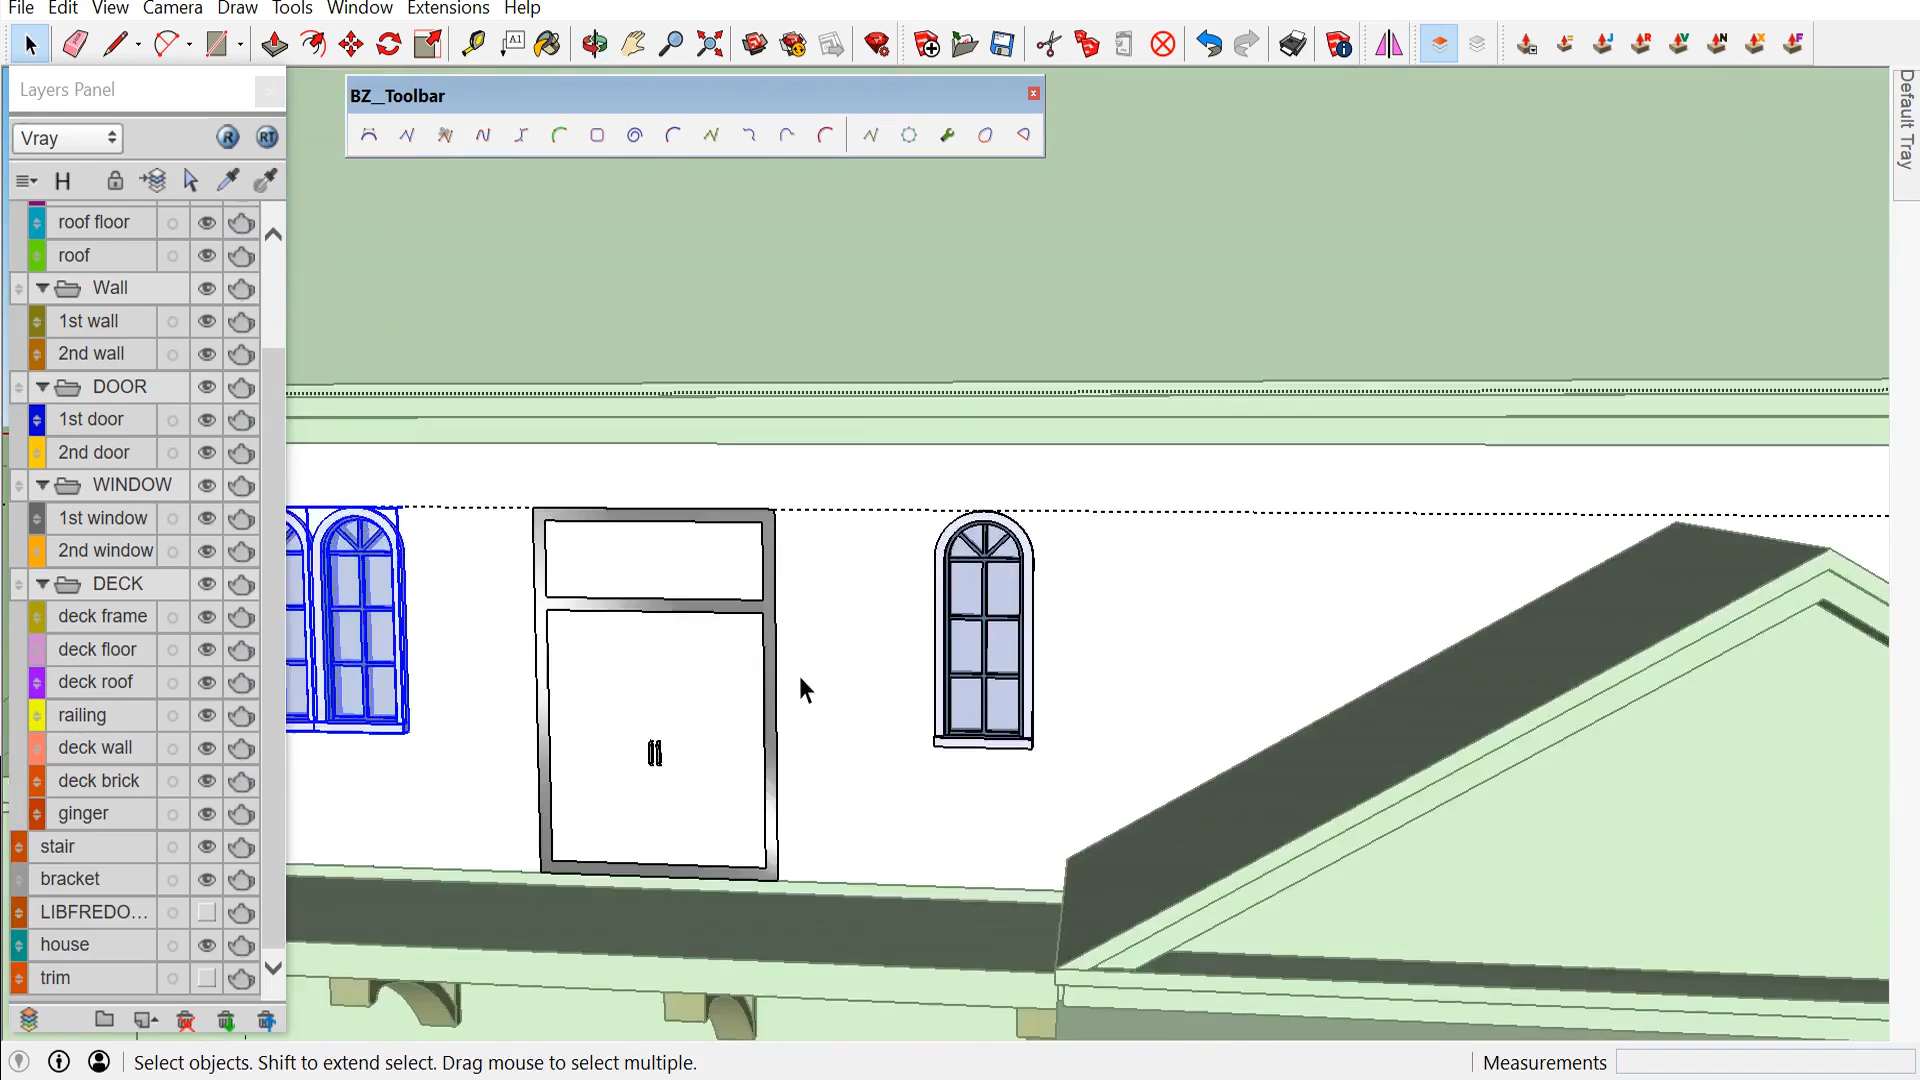 File Edit View Camera Draw Tools Window Extensions Help
A1
Layers Panel
BZ__Toolbar
Default Tray
Vray
R RT
H
roof floor
roof
Wall
1st wall
2nd wall
DOOR
1st door
2nd door
WINDOW
1st window
2nd window
DECK
deck frame
deck floor
deck roof
railing
deck wall
deck brick
ginger
stair
bracket
LIBFREDO...
house
trim
Select objects. Shift to extend select. Drag mouse to select multiple.
Measurements